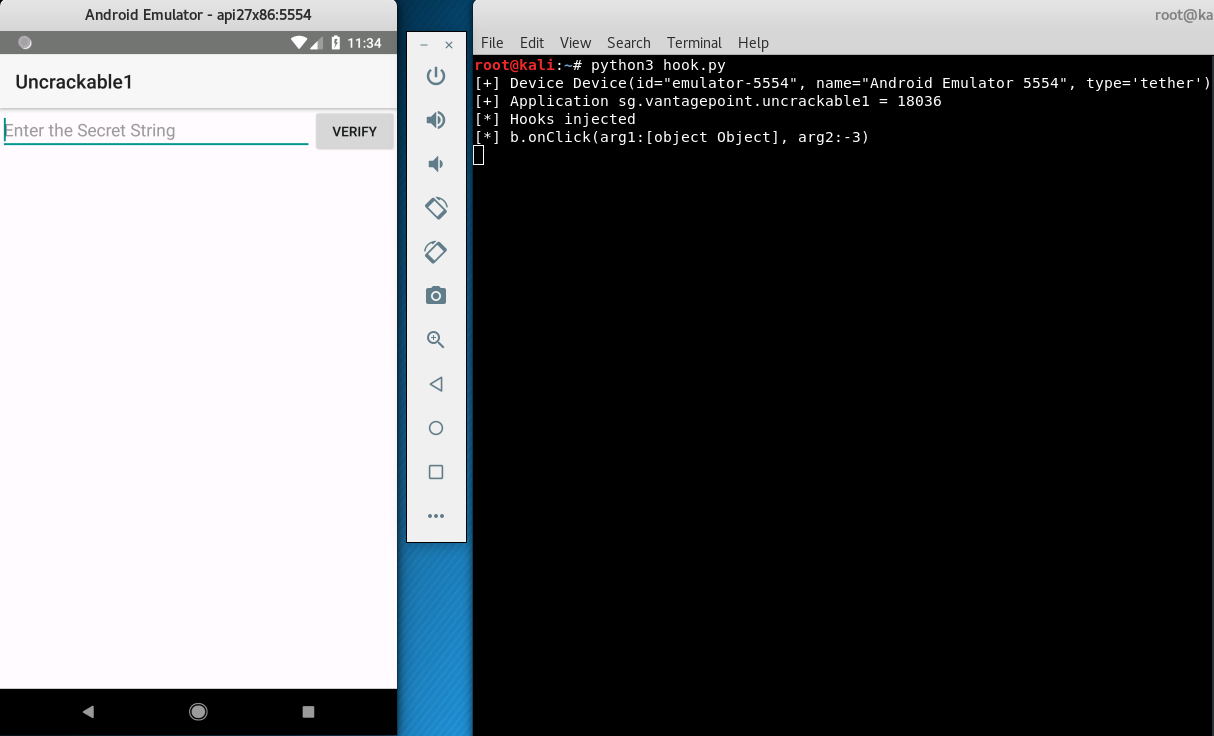 Android Emulator - api27x86:5554
11:34
Uncrackable1
Enter the Secret String
VERIFY
root@ka
File Edit View Search Terminal Help
root@kali:~# python3 hook.py
[+] Device Device(id="emulator-5554", name="Android Emulator 5554", type='tether')
[+] Application sg.vantagepoint.uncrackable1 = 18036
[*] Hooks injected
[*] b.onClick(arg1:[object Object], arg2:-3)